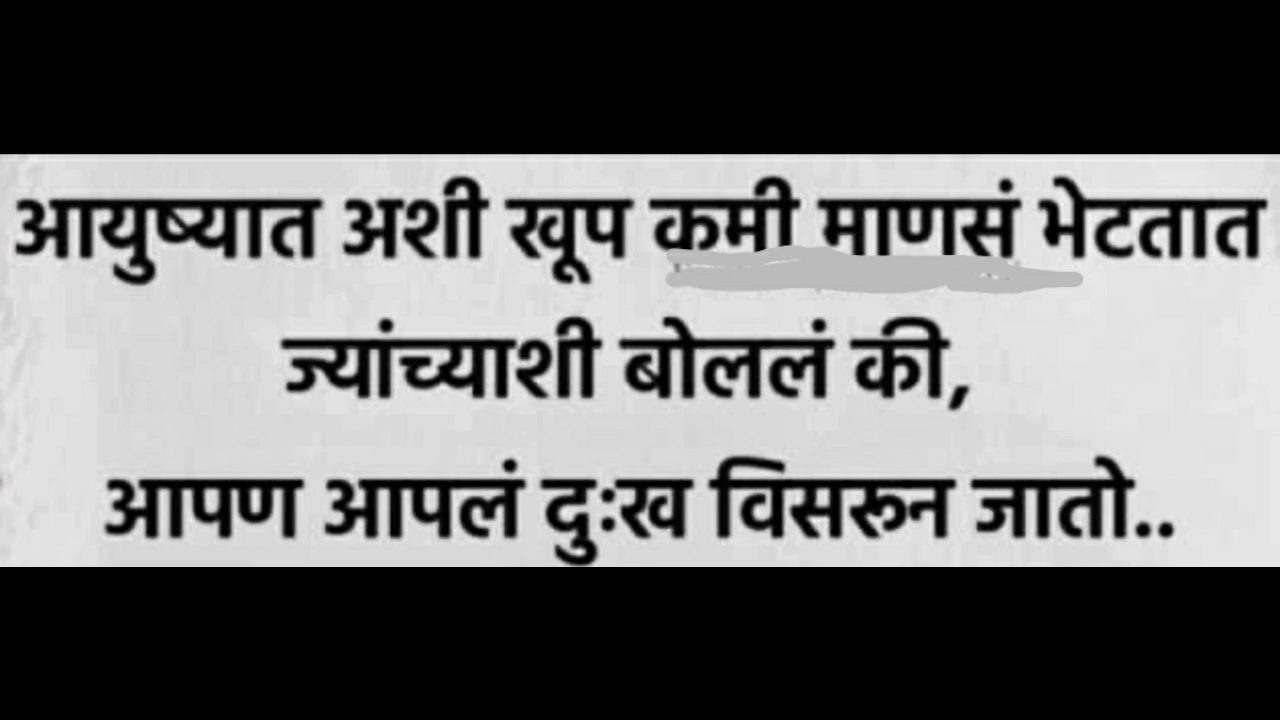 आयुष्यात अशी खूप कमी माणसं भेटतात
ज्यांच्याशी बोललं की,
आपण आपलं दुःख विसरून जातो..